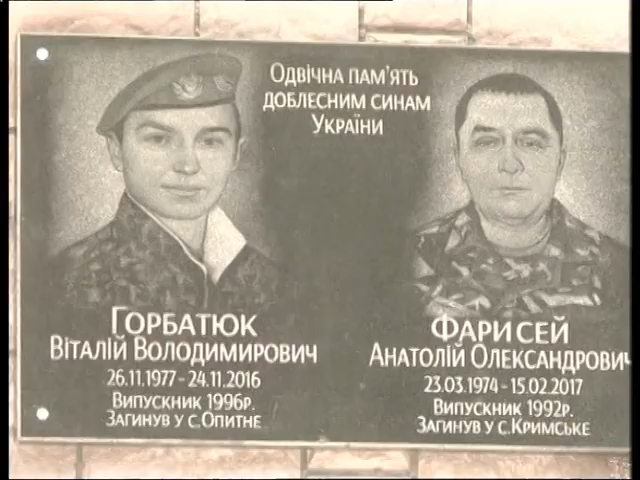 Одвічна пам'ять
доблесним синам
України
Горбатюк
Віталій Володимирович
26.11.1977 - 24.11.2016
Випускник 1996р.
Загинув у с.Опитне
Фарисей
Анатолій Олександрович
23.03.1974 - 15.02.2017
Випускник 1992р.
Загинув у с.Кримське